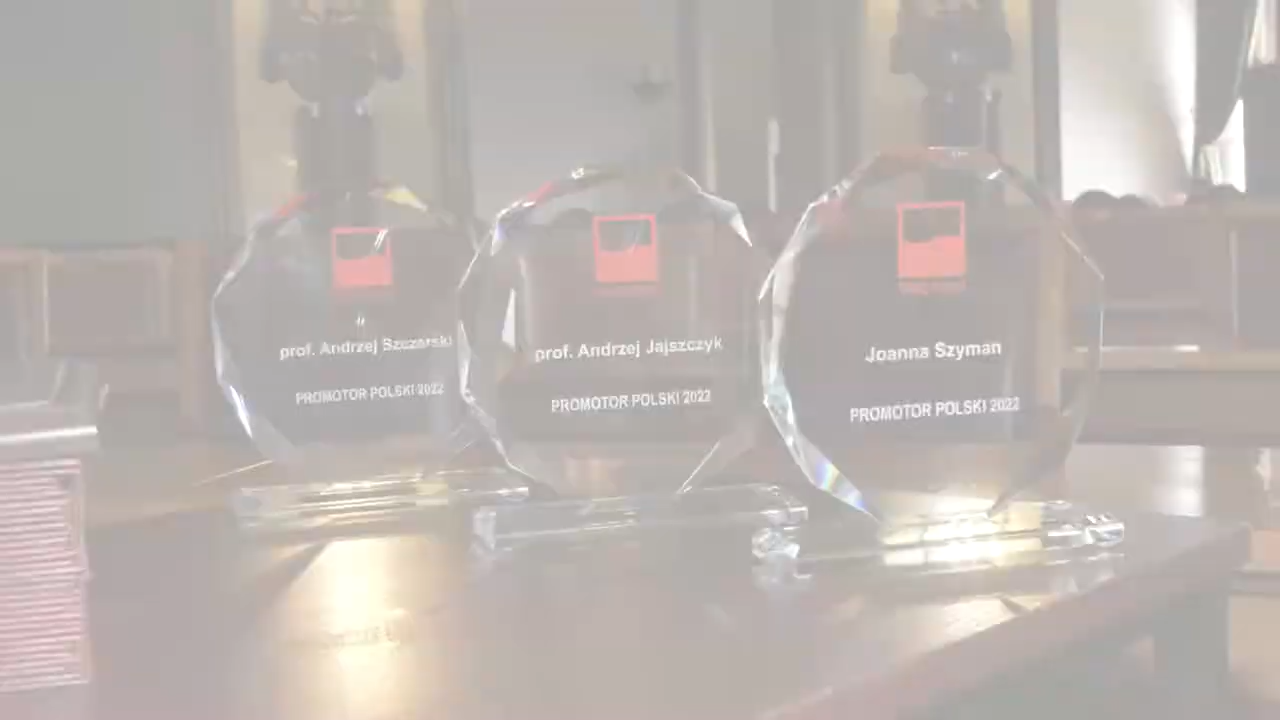 prof. Andrzej Szczerski
PROMOTOR POLSKI 2022
prof. Andrzej Jajszczyk
PROMOTOR POLSKI 2022
Joanna Szyman
PROMOTOR POLSKI 2022